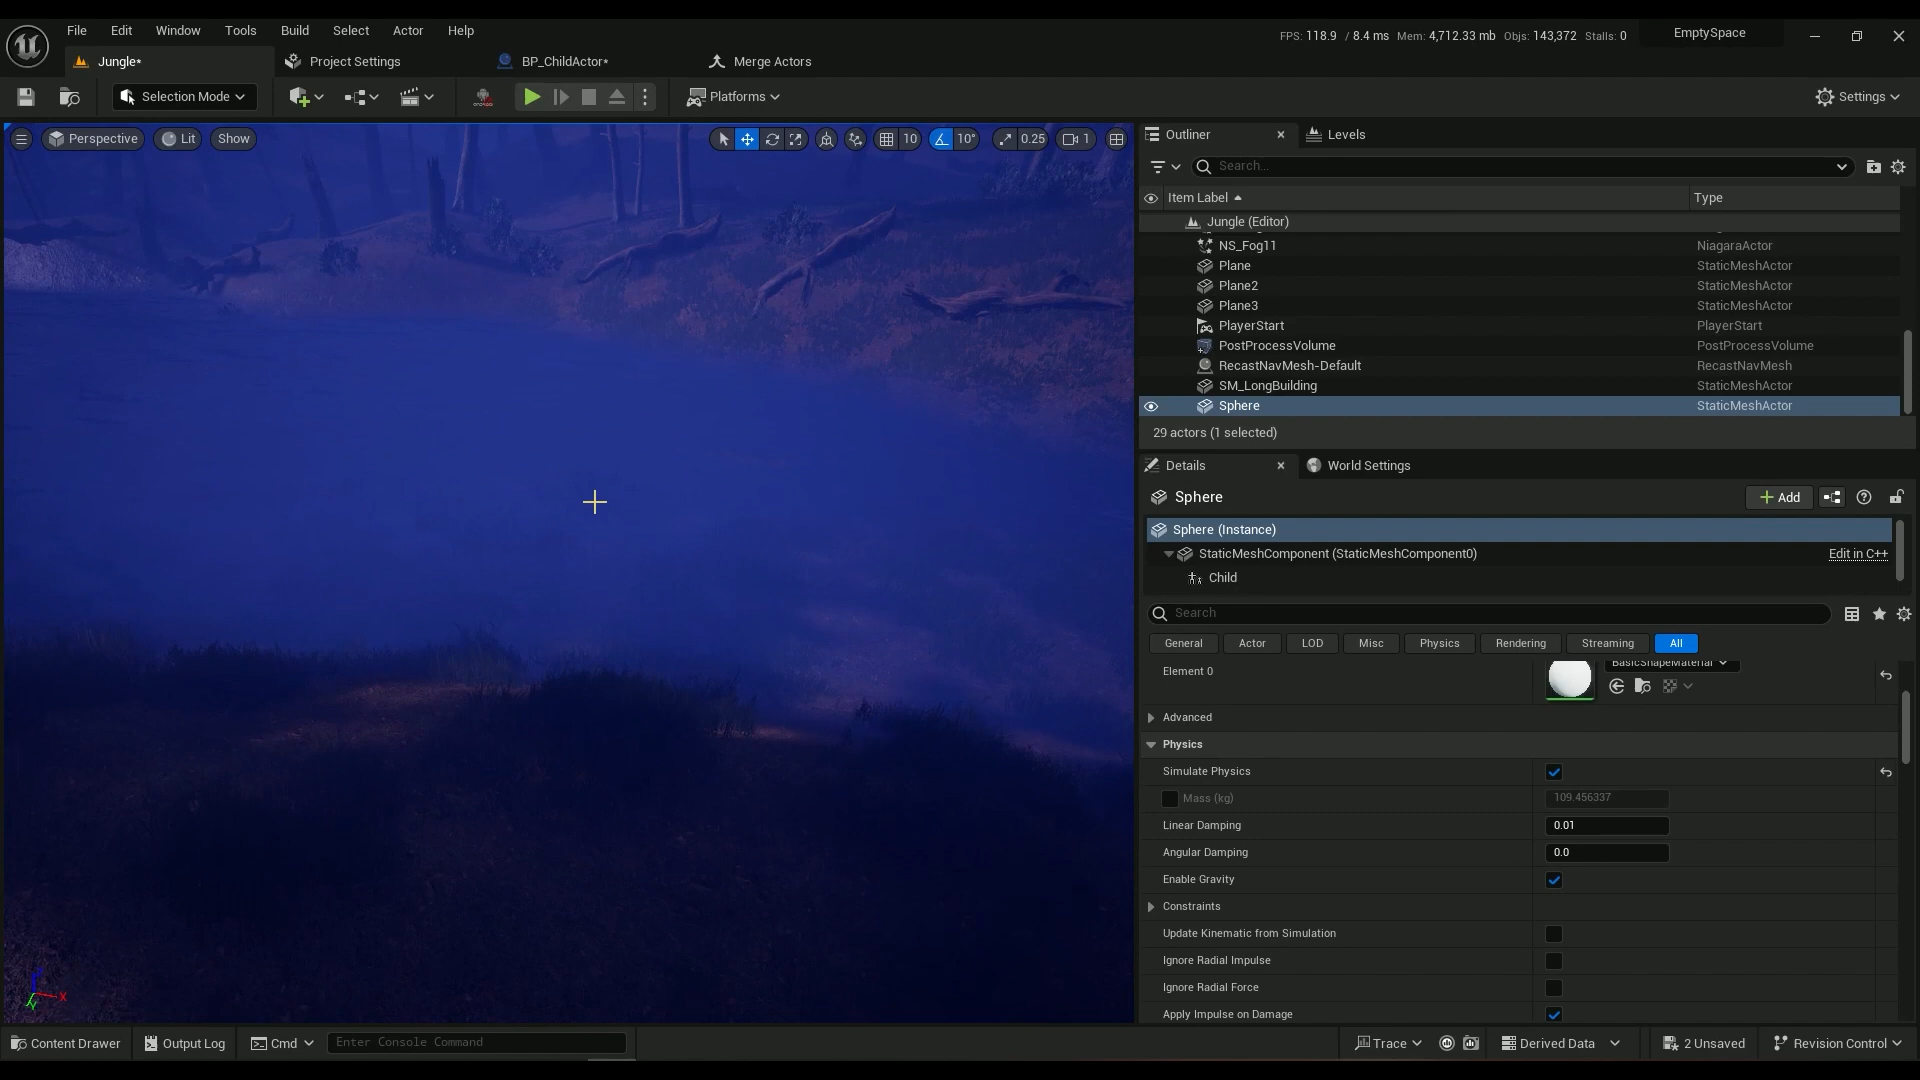 File Edit Window Tools Build Select Actor Help
FPS: 118.9 / 8.4 ms Mem: 4,712.33 mb Objs: 143,372 Stalls: 0
EmptySpace
Jungle*
Project Settings
BP_ChildActor*
Merge Actors
Selection Mode
Platforms
Settings
Perspective
Lit
Show
10
10°
0.25
1
Outliner
Levels
Search...
Item Label
Type
Jungle (Editor)
NS_Fog11 NiagaraActor
Plane StaticMeshActor
Plane2 StaticMeshActor
Plane3 StaticMeshActor
PlayerStart PlayerStart
PostProcessVolume PostProcessVolume
RecastNavMesh-Default RecastNavMesh
SM_LongBuilding StaticMeshActor
Sphere StaticMeshActor
29 actors (1 selected)
Details
World Settings
Sphere
Add
Sphere (Instance)
StaticMeshComponent (StaticMeshComponent0) Edit in C++
Child
Search
General Actor LOD Misc Physics Rendering Streaming All
BasicShapeMaterial
Element 0
Advanced
Physics
Simulate Physics
Mass (kg) 109.456337
Linear Damping 0.01
Angular Damping 0.0
Enable Gravity
Constraints
Update Kinematic from Simulation
Ignore Radial Impulse
Ignore Radial Force
Apply Impulse on Damage
X
Y
Content Drawer
Output Log
Cmd
Enter Console Command
Trace
Derived Data
2 Unsaved
Revision Control